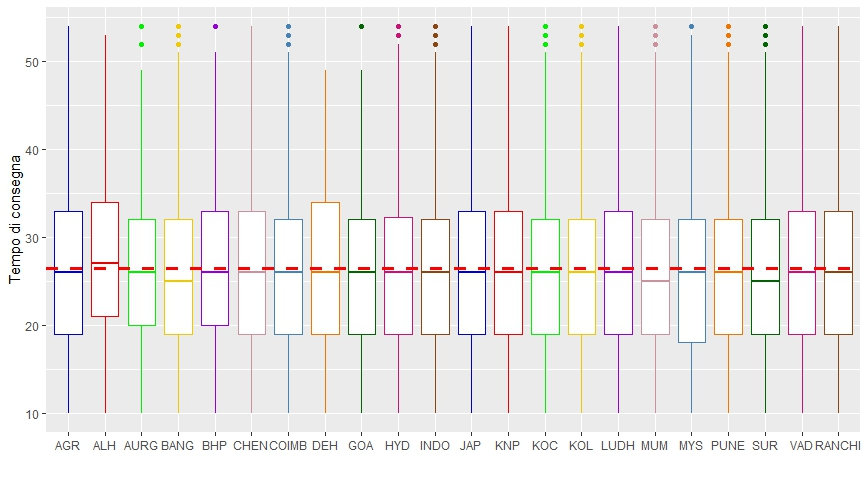 Tempo di consegna
50
40
30
20
10
AGR ALH AURG BANG BHP CHEN COIMB DEH GOA HYD INDO JAP KNP KOC KOL LUDH MUM MYS PUNE SUR VAD RANCHI